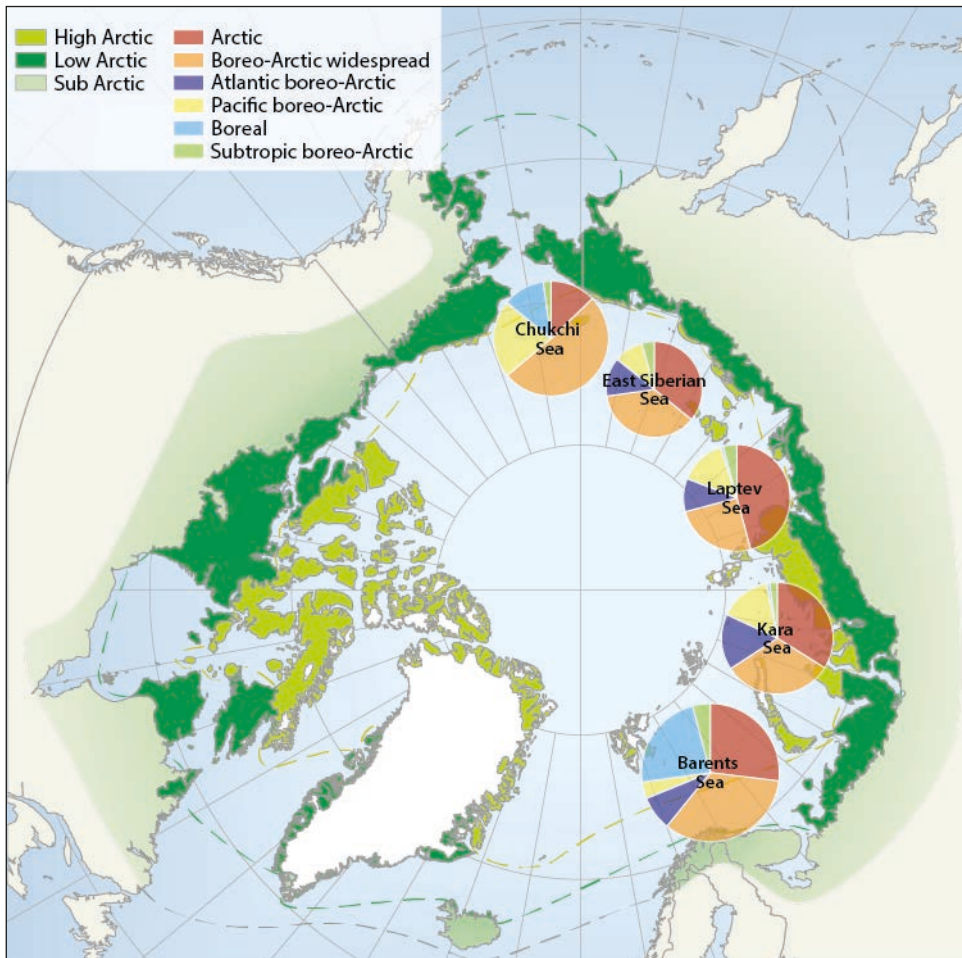 High Arctic
Low Arctic
Sub Arctic
Arctic
Boreo-Arctic widespread
Atlantic boreo-Arctic
Pacific boreo-Arctic
Boreal
Subtropic boreo-Arctic
Chukchi
Sea
East Siberian
Sea
Laptev
Sea
Kara
Sea
Barents
Sea